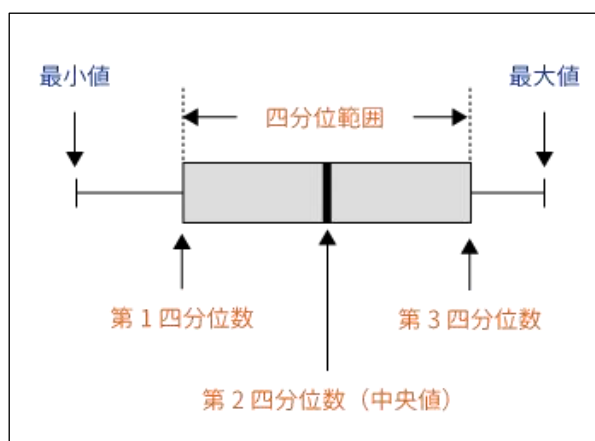 最小値
最大値
四分位範囲
第1四分位数
第3四分位数
第2四分位数（中央値）